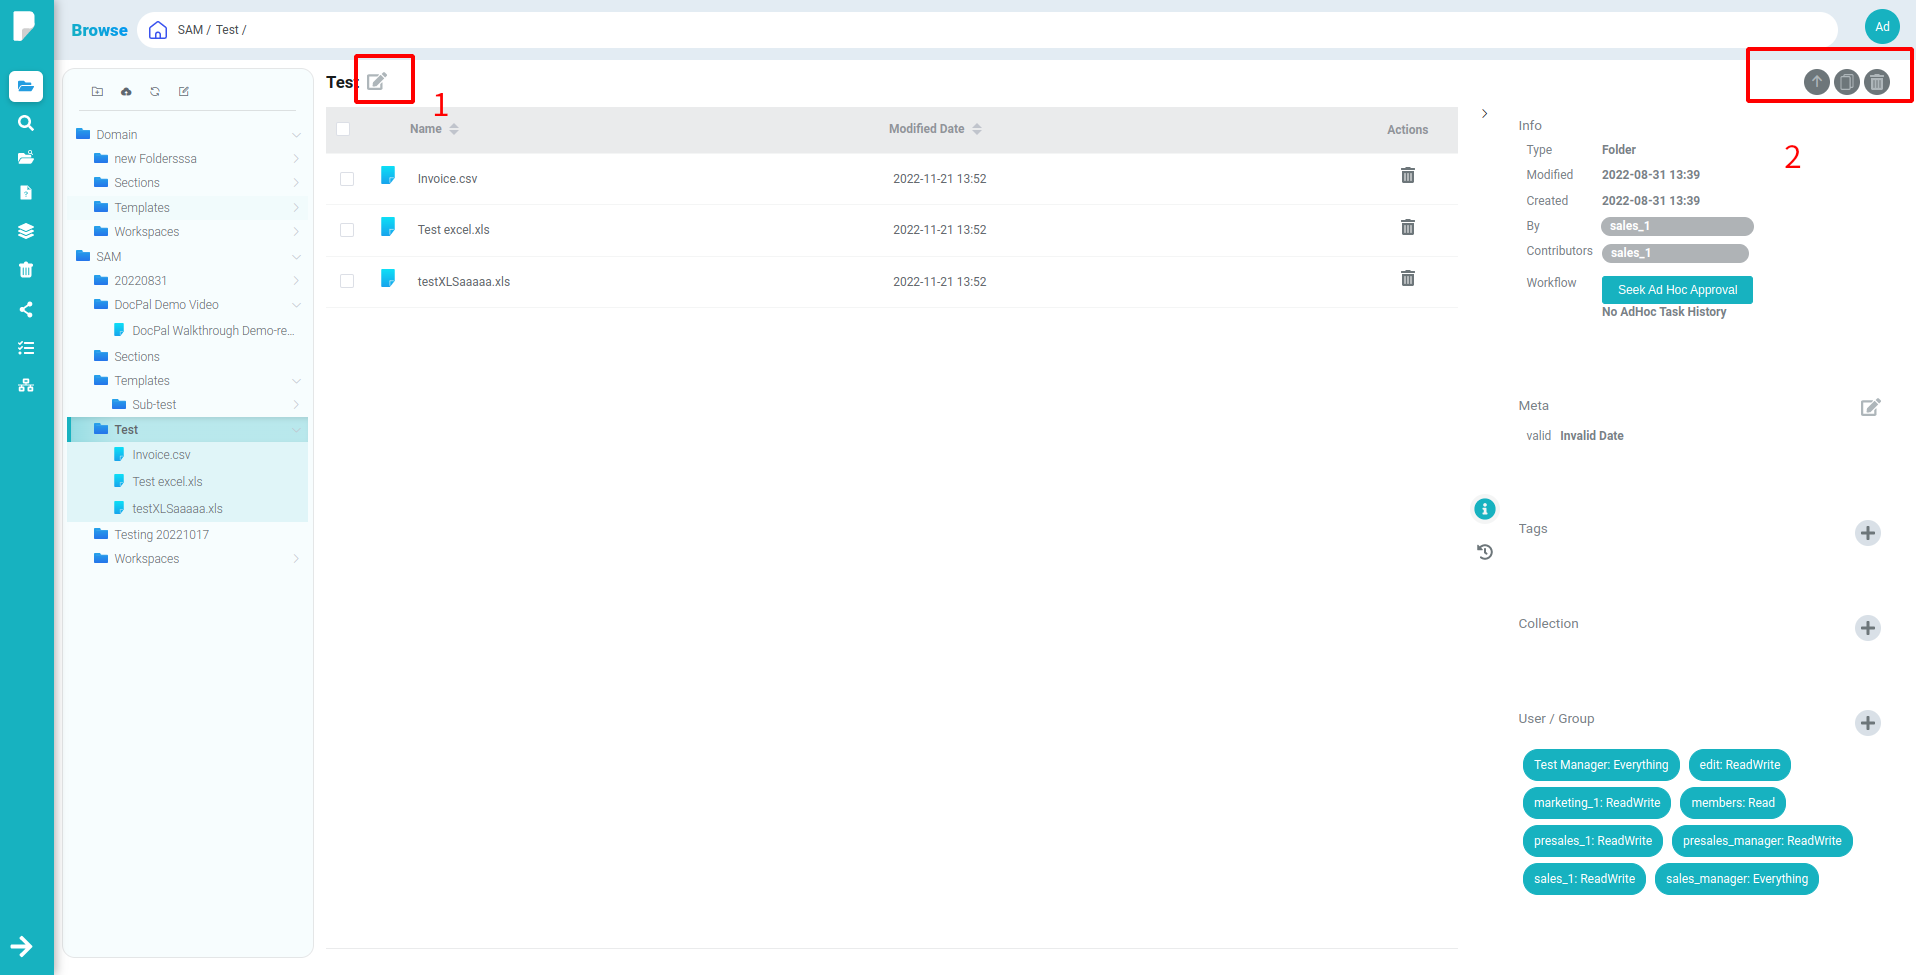 Browse
SAM / Test /
Ad
Test
1
2
Domain
new Foldersssa
Sections
Templates
Workspaces
SAM
20220831
DocPal Demo Video
DocPal Walkthrough Demo-re...
Sections
Templates
Sub-test
Test
Invoice.csv
Test excel.xls
testXLSaaaaa.xls
Testing 20221017
Workspaces
Name Modified Date Actions
Invoice.csv 2022-11-21 13:52
Test excel.xls 2022-11-21 13:52
testXLSaaaaa.xls 2022-11-21 13:52
Info
Type Folder
Modified 2022-08-31 13:39
Created 2022-08-31 13:39
By sales_1
Contributors sales_1
Workflow Seek Ad Hoc Approval
No AdHoc Task History
Meta
valid Invalid Date
Tags
Collection
User / Group
Test Manager: Everything edit: ReadWrite
marketing_1: ReadWrite members: Read
presales_1: ReadWrite presales_manager: ReadWrite
sales_1: ReadWrite sales_manager: Everything